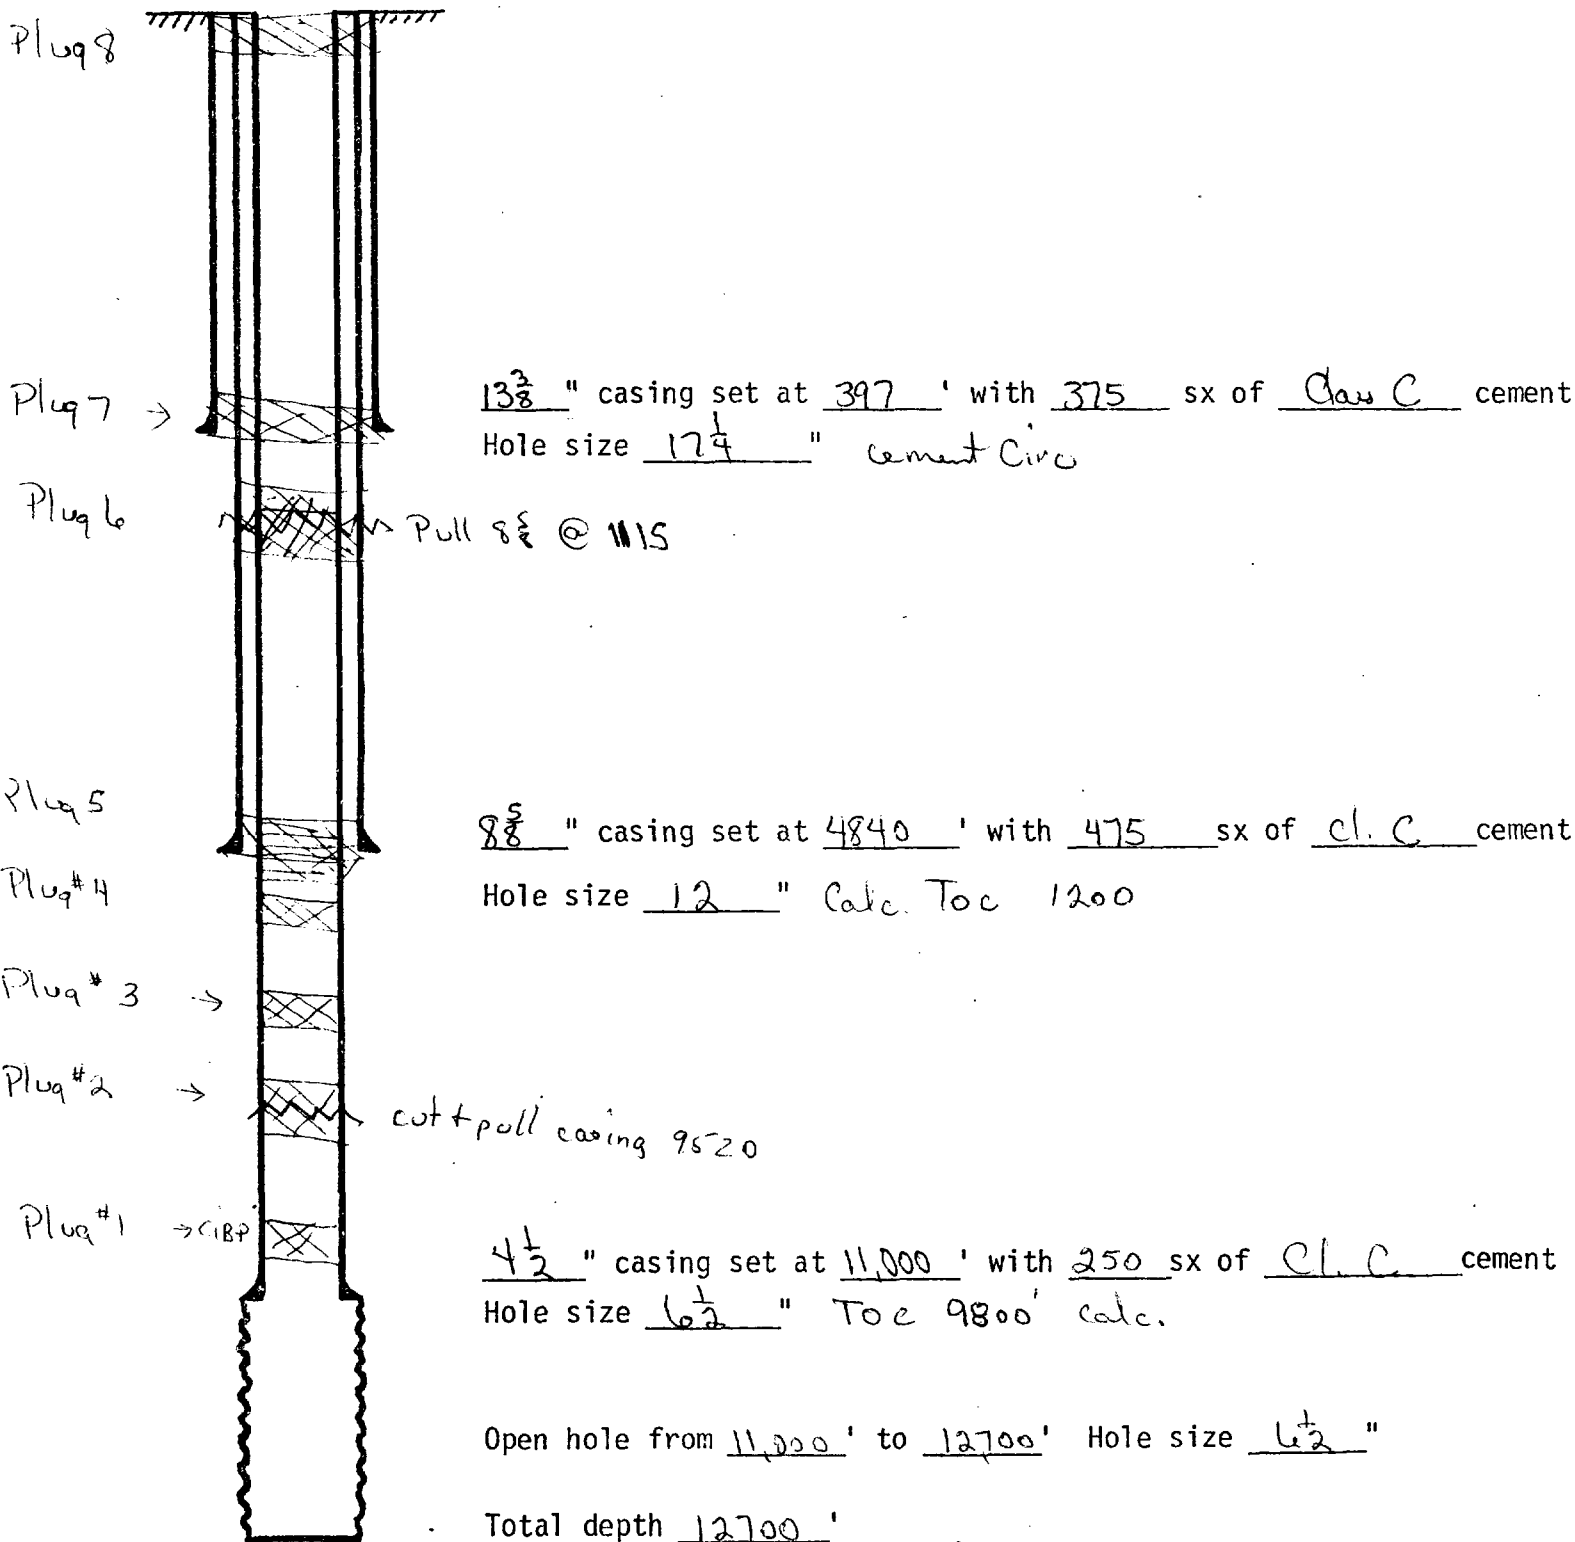 Plug 8
Plug 7 →
13 3/8 " casing set at 397 ' with 375 sx of Class C cement
Hole size 17 1/4 " cement Circ
Plug 6
Pull 8 5/8 @ 1115
Plug 5
8 5/8 " casing set at 4840 ' with 475 sx of Cl. C cement
Plug #4
Hole size 12 " Calc. Toc 1200
Plug # 3 →
Plug #2 →
cut + pull casing 9520
Plug #1 → CIBP
4 1/2 " casing set at 11,000 ' with 250 sx of Cl. C cement
Hole size 6 1/2 " Toc 9800' calc.
Open hole from 11,000 ' to 12,700' Hole size 6 1/2 "
Total depth 12700 '